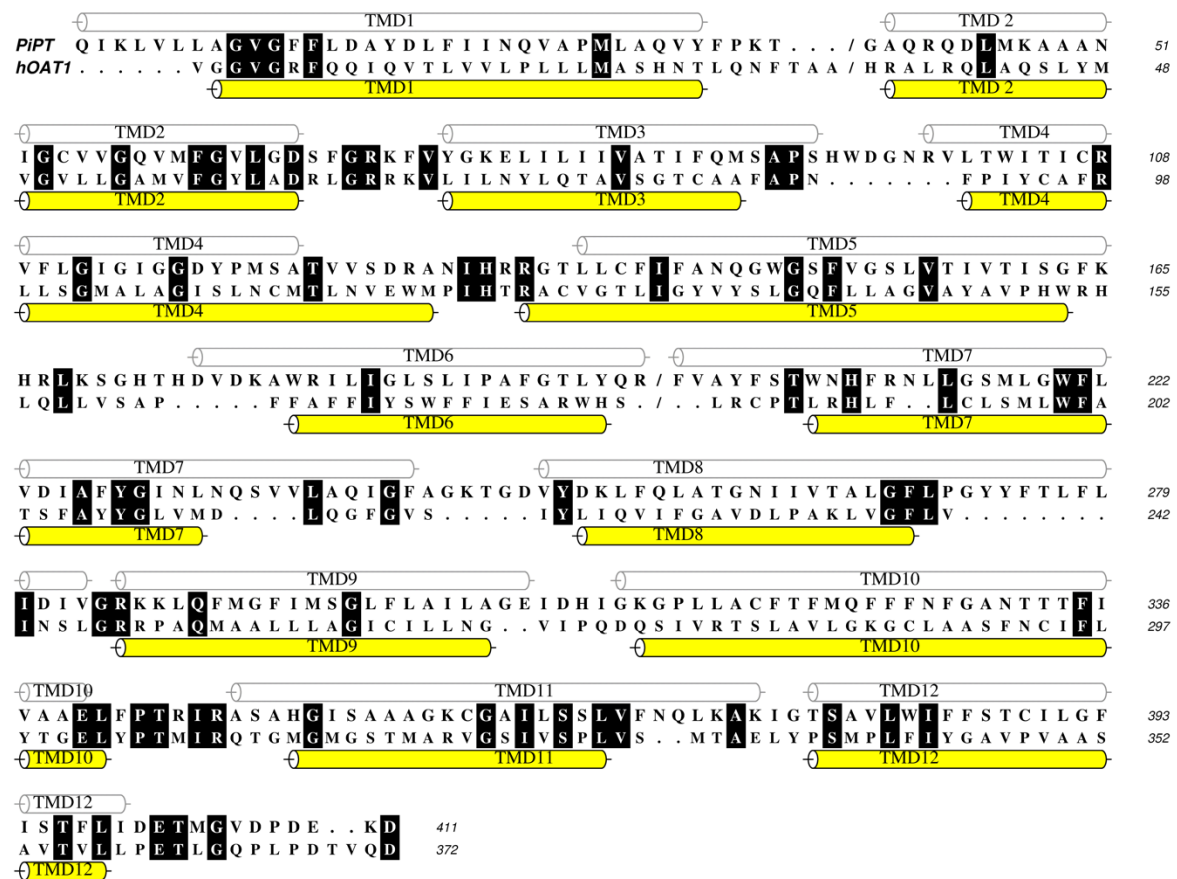 TMD1 TMD 2
PiPT Q I K L V L L A G V G F F L D A Y D L F I I N Q V A P M L A Q V Y F P K T . . . / G A Q R Q D L M K A A A N 51
hOAT1 . . . . . . V G G V G R F Q Q I Q V T L V V L P L L L M A S H N T L Q N F T A A / H R A L R Q L A Q S L Y M 48
TMD1 TMD 2
TMD2 TMD3 TMD4
I G C V V G Q V M F G V L G D S F G R K F V Y G K E L I L I I V A T I F Q M S A P S H W D G N R V L T W I T I C R 108
V G V L L G A M V F G Y L A D R L G R R K V L I L N Y L Q T A V S G T C A A F A P N . . . . . . . F P I Y C A F R 98
TMD2 TMD3 TMD4
TMD4 TMD5
V F L G I G I G G D Y P M S A T V V S D R A N I H R R G T L L C F I F A N Q G W G S F V G S L V T I V T I S G F K 165
L L S G M A L A G I S L N C M T L N V E W M P I H T R A C V G T L I G Y V Y S L G Q F L L A G V A Y A V P H W R H 155
TMD4 TMD5
TMD6 TMD7
H R L K S G H T H D V D K A W R I L I G L S L I P A F G T L Y Q R / F V A Y F S T W N H F R N L L G S M L G W F L 222
L Q L L V S A P . . . . . F F A F F I Y S W F F I E S A R W H S . / . . L R C P T L R H L F . . L C L S M L W F A 202
TMD6 TMD7
TMD7 TMD8
V D I A F Y G I N L N Q S V V L A Q I G F A G K T G D V Y D K L F Q L A T G N I I V T A L G F L P G Y Y F T L F L 279
T S F A Y Y G L V M D . . . . L Q G F G V S . . . . . I Y L I Q V I F G A V D L P A K L V G F L V . . . . . . . . 242
TMD7 TMD8
TMD9 TMD10
I D I V G R K K L Q F M G F I M S G L F L A I L A G E I D H I G K G P L L A C F T F M Q F F F N F G A N T T T F I 336
I N S L G R R P A Q M A A L L L A G I C I L L N G . . V I P Q D Q S I V R T S L A V L G K G C L A A S F N C I F L 297
TMD9 TMD10
TMD10 TMD11 TMD12
V A A E L F P T R I R A S A H G I S A A A G K C G A I L S S L V F N Q L K A K I G T S A V L W I F F S T C I L G F 393
Y T G E L Y P T M I R Q T G M G M G S T M A R V G S I V S P L V S . . M T A E L Y P S M P L F I Y G A V P V A A S 352
TMD10 TMD11 TMD12
TMD12
I S T F L I D E T M G V D P D E . . K D 411
A V T V L L P E T L G Q P L P D T V Q D 372
TMD12